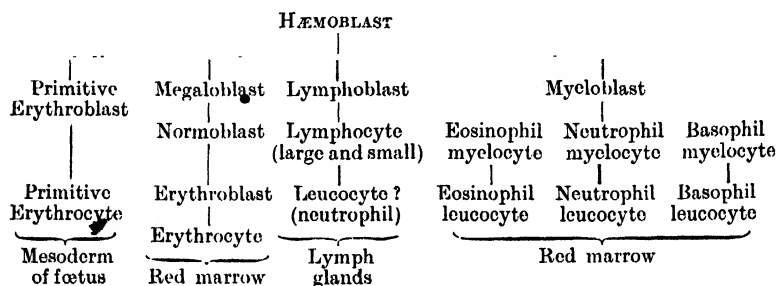 HÆMOBLAST
Primitive Erythroblast
Megaloblast
Lymphoblast
Myeloblast
Normoblast
Lymphocyte (large and small)
Eosinophil myelocyte
Neutrophil myelocyte
Basophil myelocyte
Primitive Erythrocyte
Erythroblast
Leucocyte ? (neutrophil)
Eosinophil leucocyte
Neutrophil leucocyte
Basophil leucocyte
Erythrocyte
Mesoderm of fœtus
Red marrow
Lymph glands
Red marrow